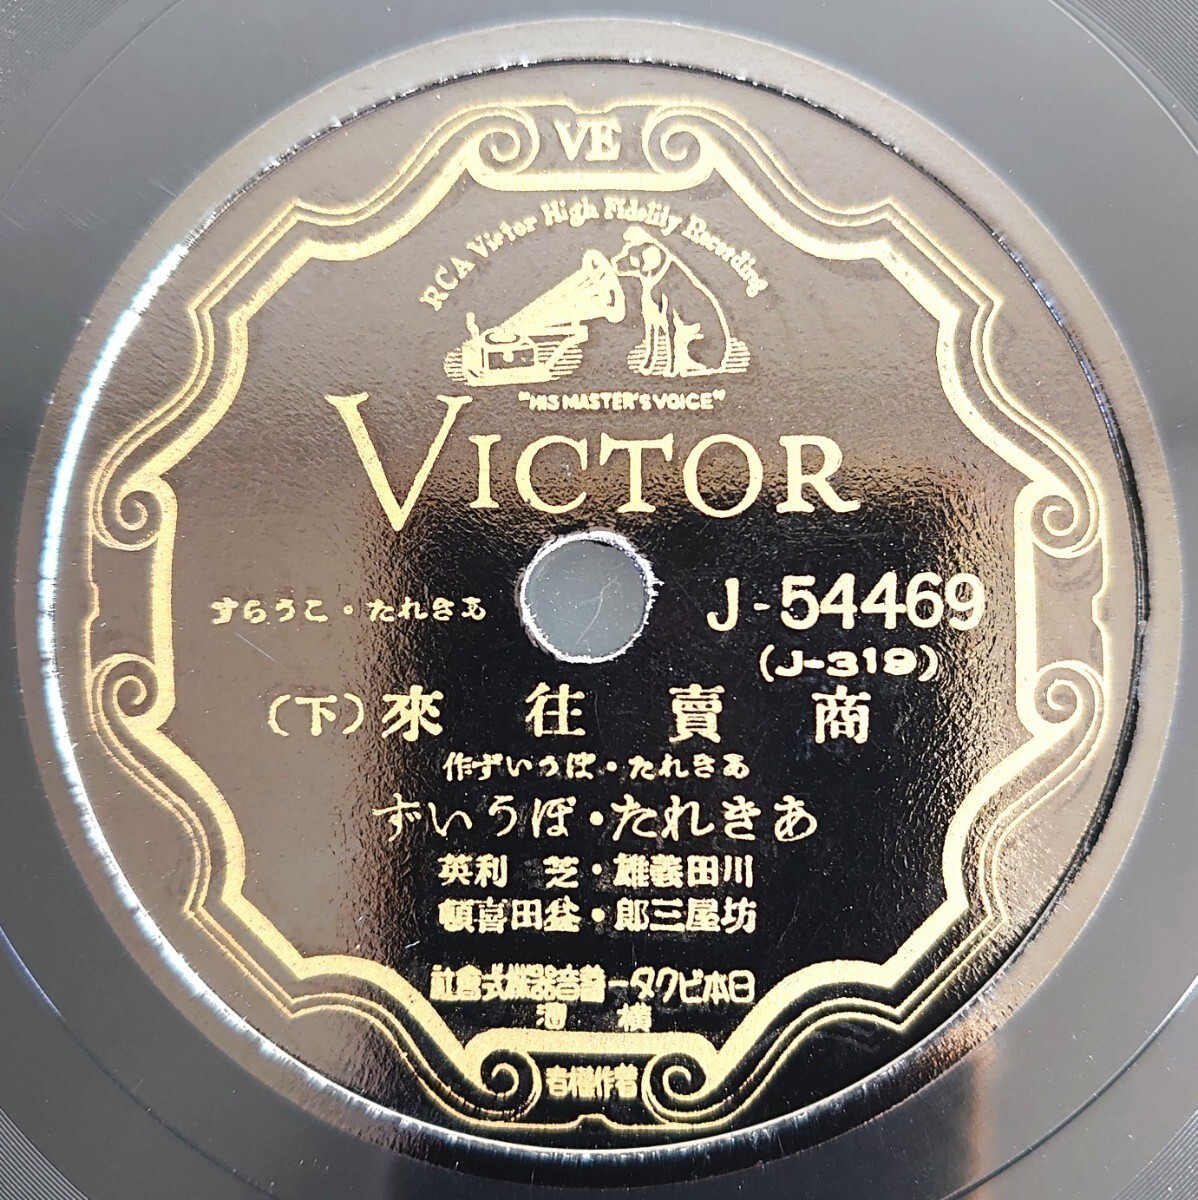 VE
RCA Victor High Fidelity Recording
"HIS MASTER'S VOICE"
VICTOR
J-54469
(J-319)
あきれた・こうらす
商賣往來(下)
あきれた・ぼういず作
あきれた・ぼういず
川田義雄・芝利英
坊屋三郎・益田喜頓
日本ビクター蓄音器株式會社
横濱
著作權者